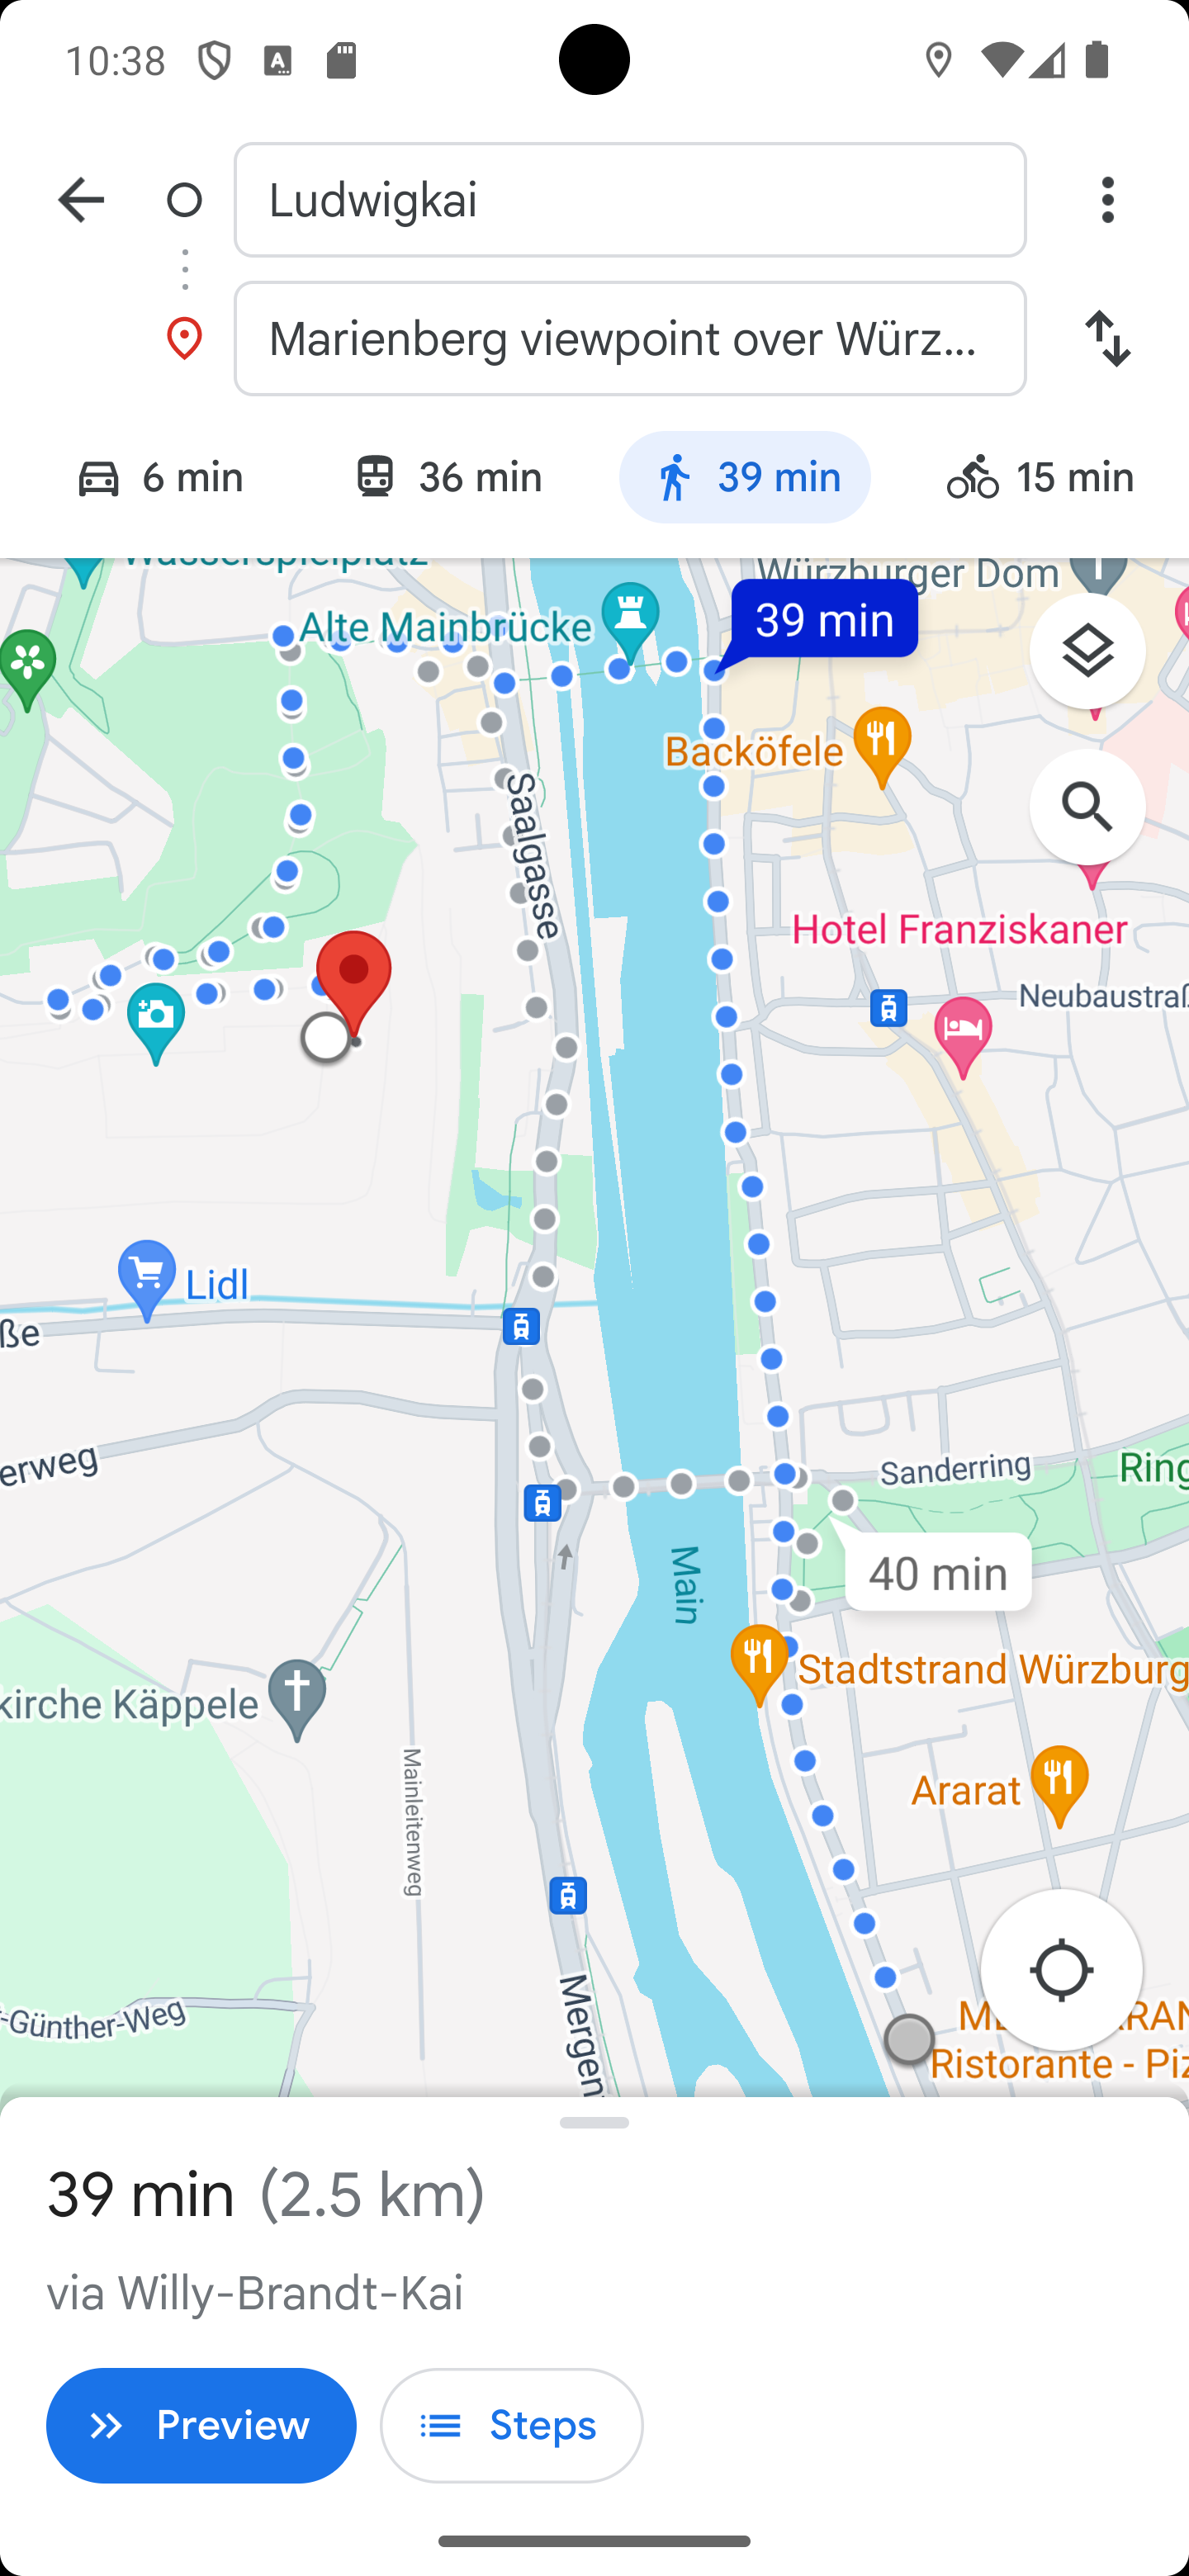 10:38
Ludwigkai
Marienberg viewpoint over Würz...
6 min
36 min
39 min
15 min
Wasserspielplatz
Würzburger Dom
39 min
Alte Mainbrücke
Backöfele
Saalgasse
Hotel Franziskaner
Neubaustraß
Lidl
ße
erweg
Sanderring
Ring
Main
40 min
Stadtstrand Würzburg
kirche Käppele
Mainleitenweg
Ararat
-Günther-Weg
Mergen
Ristorante - Piz
39 min (2.5 km)
via Willy-Brandt-Kai
Preview
Steps